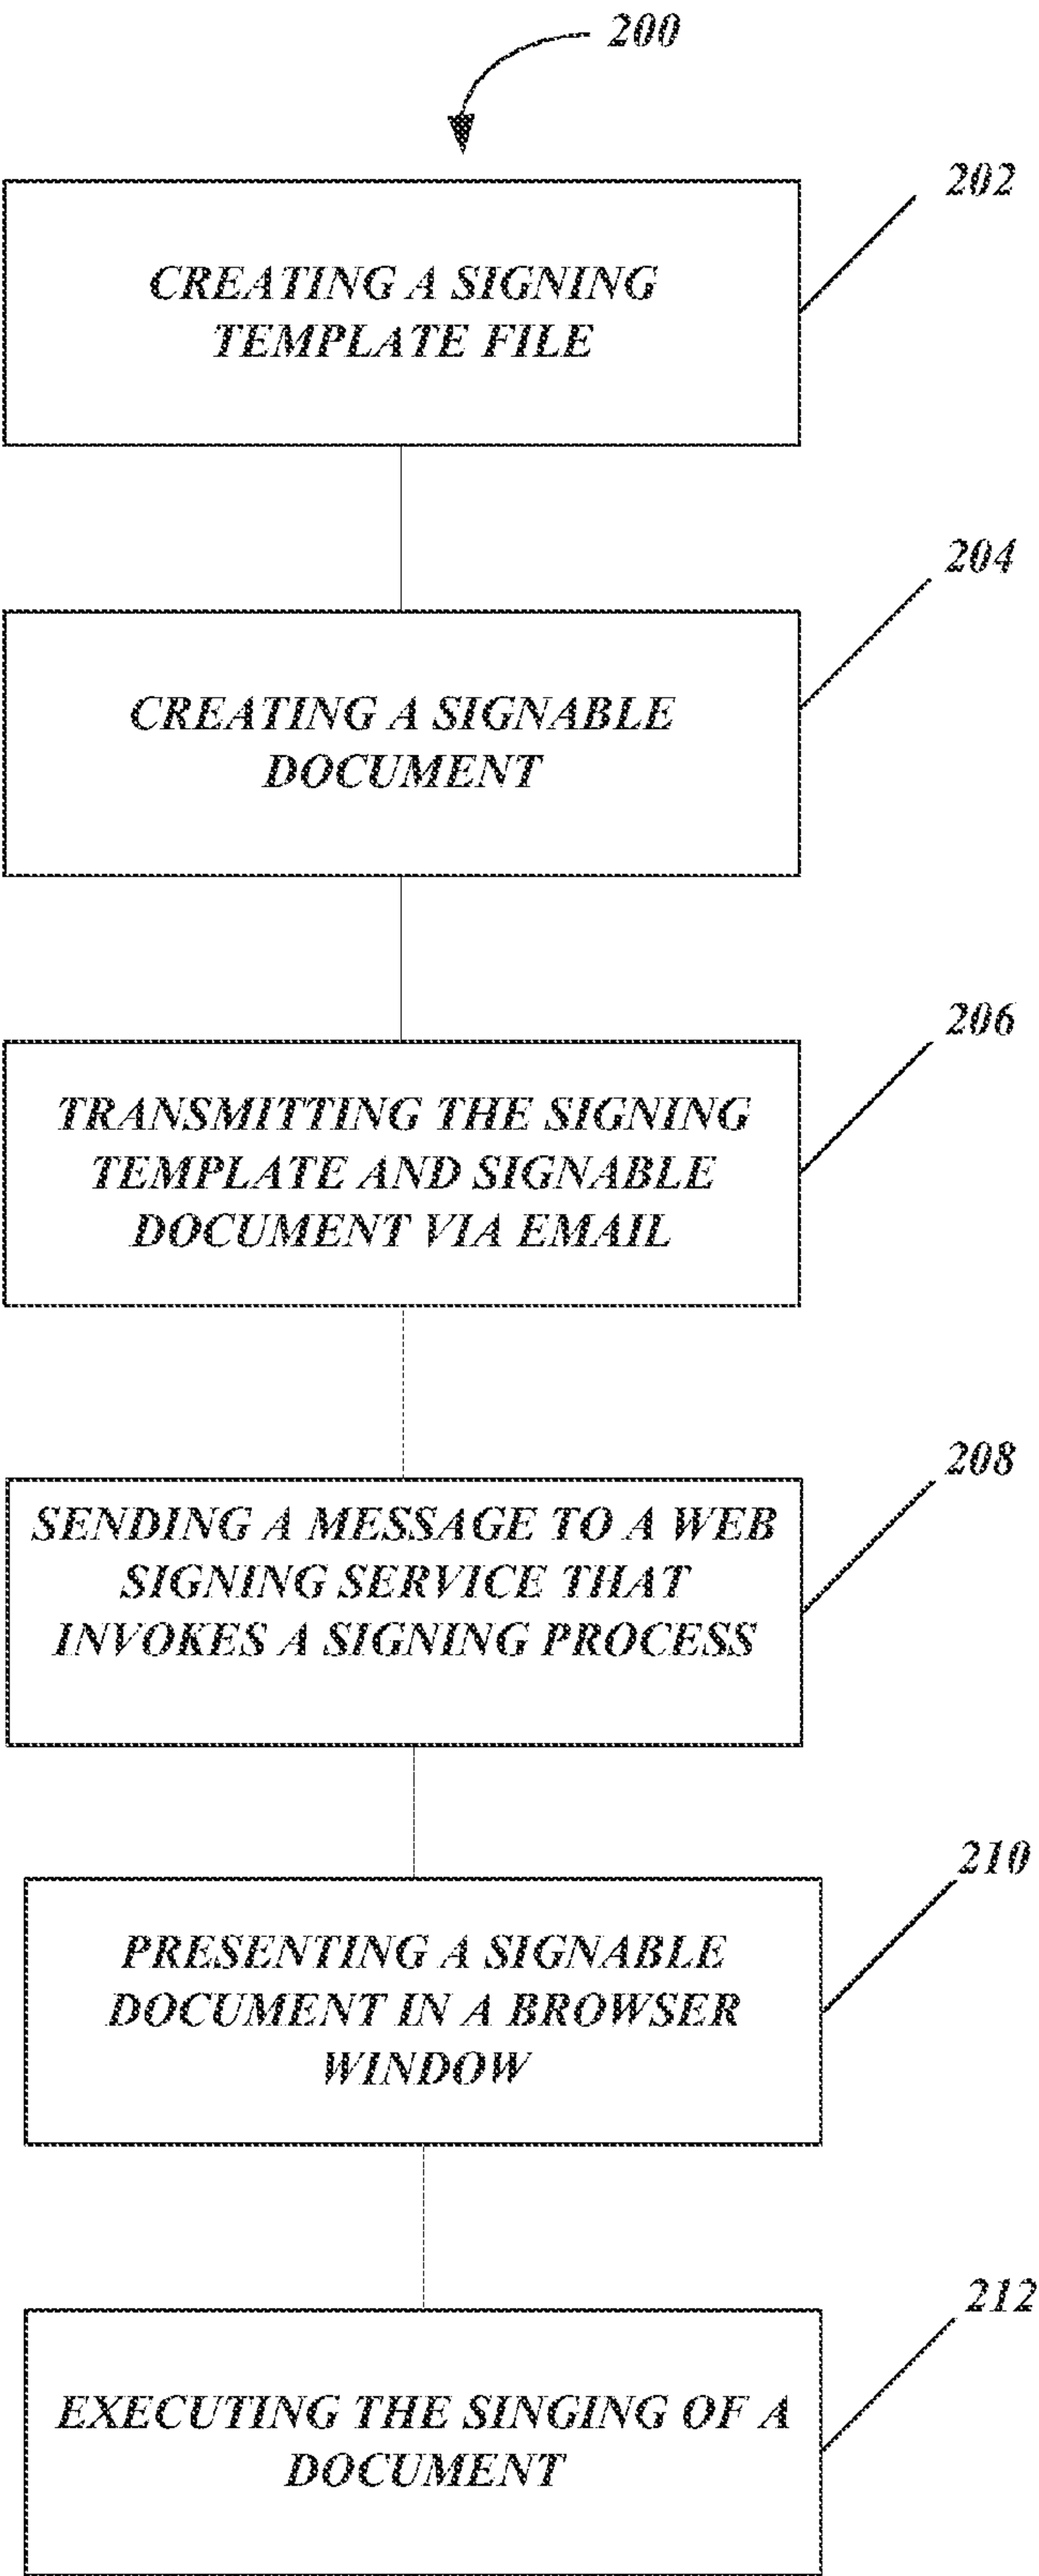 200
202
CREATING A SIGNING
TEMPLATE FILE
204
CREATING A SIGNABLE
DOCUMENT
206
TRANSMITTING THE SIGNING
TEMPLATE AND SIGNABLE
DOCUMENT VIA EMAIL
208
SENDING A MESSAGE TO A WEB
SIGNING SERVICE THAT
INVOKES A SIGNING PROCESS
210
PRESENTING A SIGNABLE
DOCUMENT IN A BROWSER
WINDOW
212
EXECUTING THE SINGING OF A
DOCUMENT